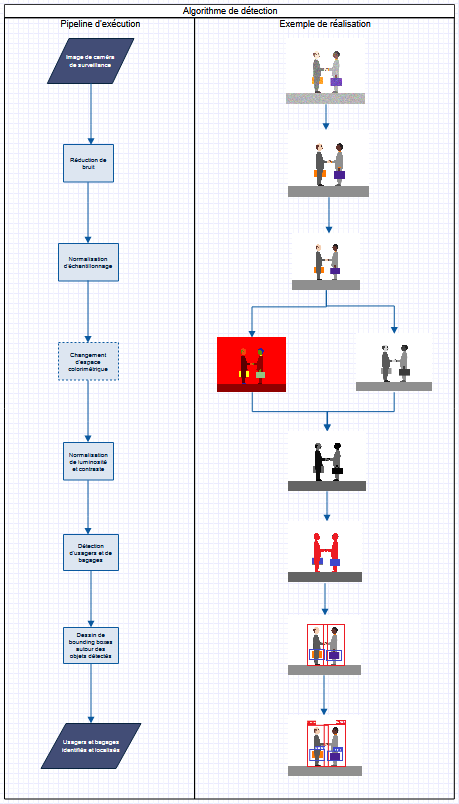 Algorithme de détection
Pipeline d'exécution
Exemple de réalisation
Image de caméra
de surveillance
Réduction de
bruit
Normalisation
d'échantillonnage
Changement
d'espace
colorimétrique
Normalisation
de luminosité
et contraste
Détection
d'usagers et de
bagages
Dessin de
bounding boxes
autour des
objets détectés
Usagers et bagages
identifiés et localisés